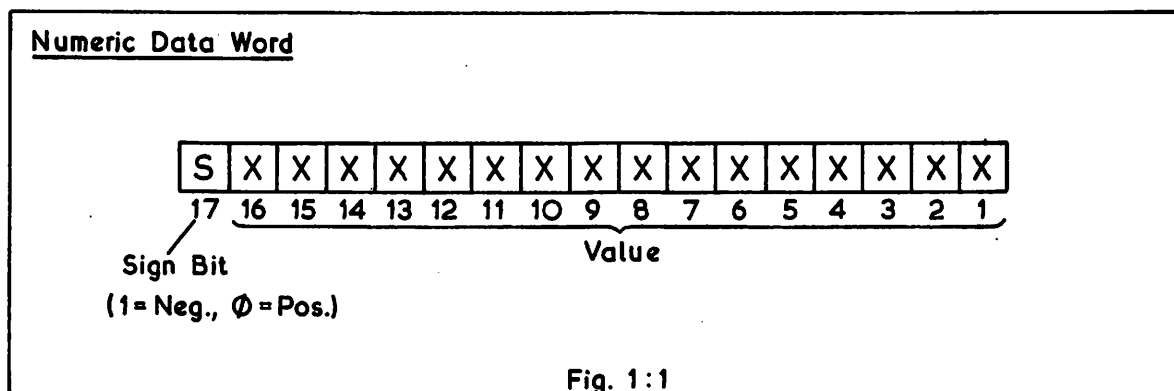 Numeric Data Word
S X X X X X X X X X X X X X X X X
17 16 15 14 13 12 11 10 9 8 7 6 5 4 3 2 1
Value
Sign Bit
(1=Neg., Ø=Pos.)
Fig. 1:1